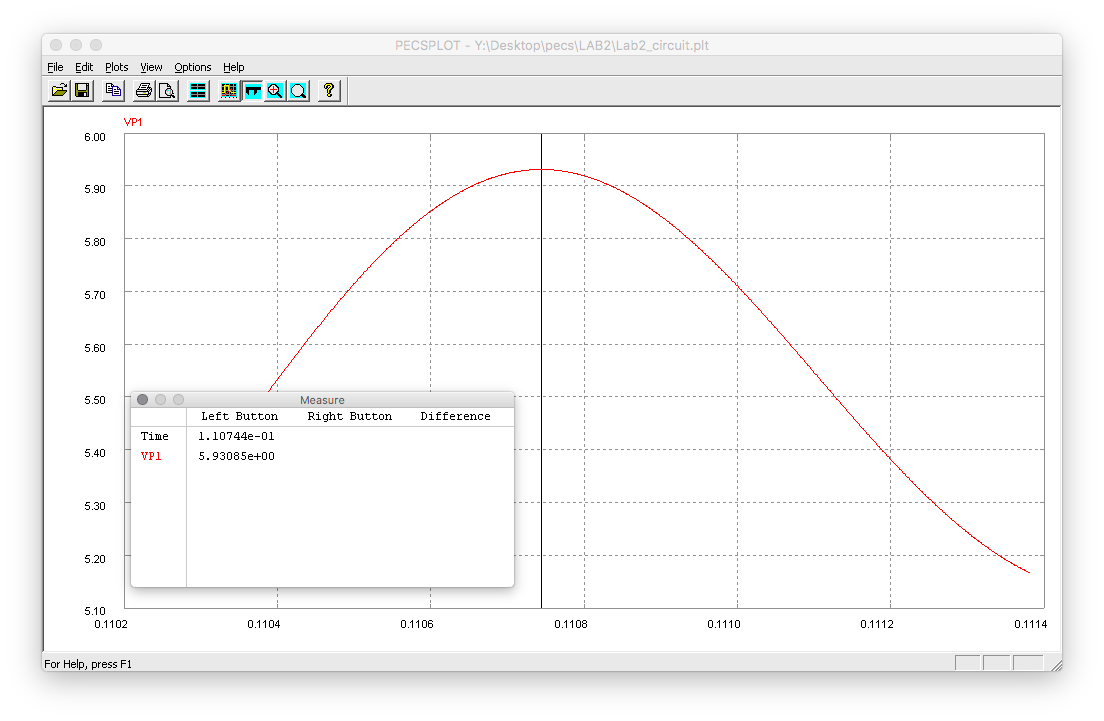 PECSPLOT - Y:\Desktop\pecs\LAB2\Lab2_circuit.plt
File Edit Plots View Options Help
VP1
6.00
5.90
5.80
5.70
5.60
5.50
5.40
5.30
5.20
5.10
Measure
Left Button Right Button Difference
Time 1.10744e-01
VP1 5.93085e+00
0.1102 0.1104 0.1106 0.1108 0.1110 0.1112 0.1114
For Help, press F1